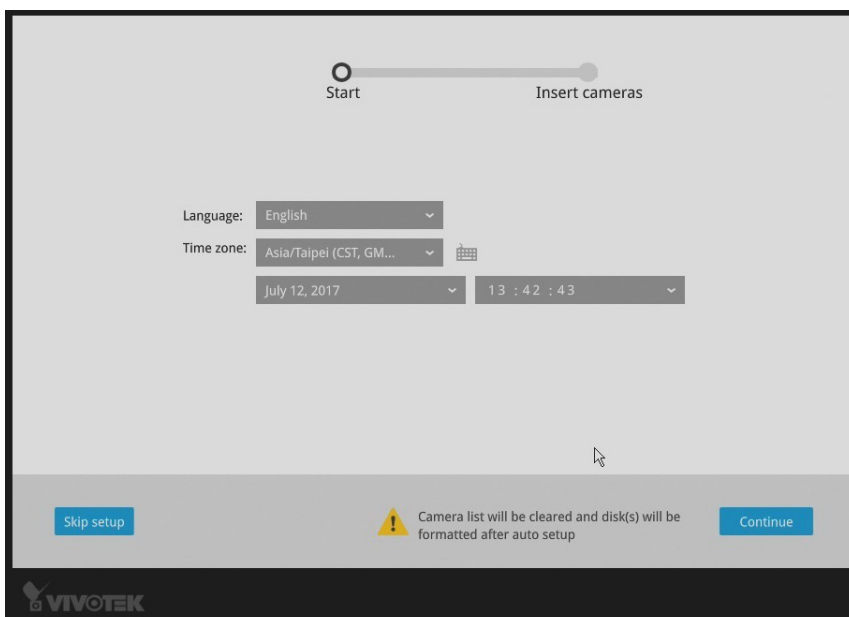 Start
Insert cameras
Language:
English
Time zone:
Asia/Taipei (CST, GM...
July 12, 2017
13 : 42 : 43
Skip setup
Camera list will be cleared and disk(s) will be
formatted after auto setup
Continue
VIVOTEK